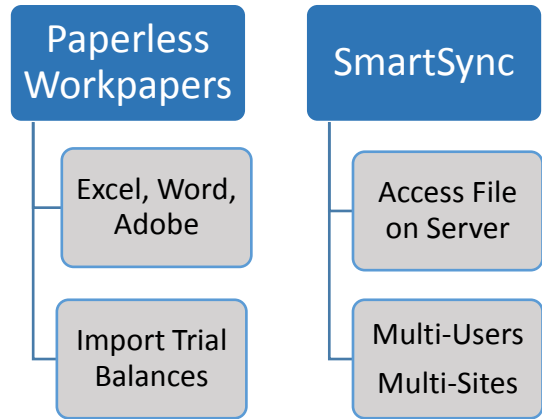 Paperless
Workpapers
Excel, Word,
Adobe
Import Trial
Balances
SmartSync
Access File
on Server
Multi-Users
Multi-Sites